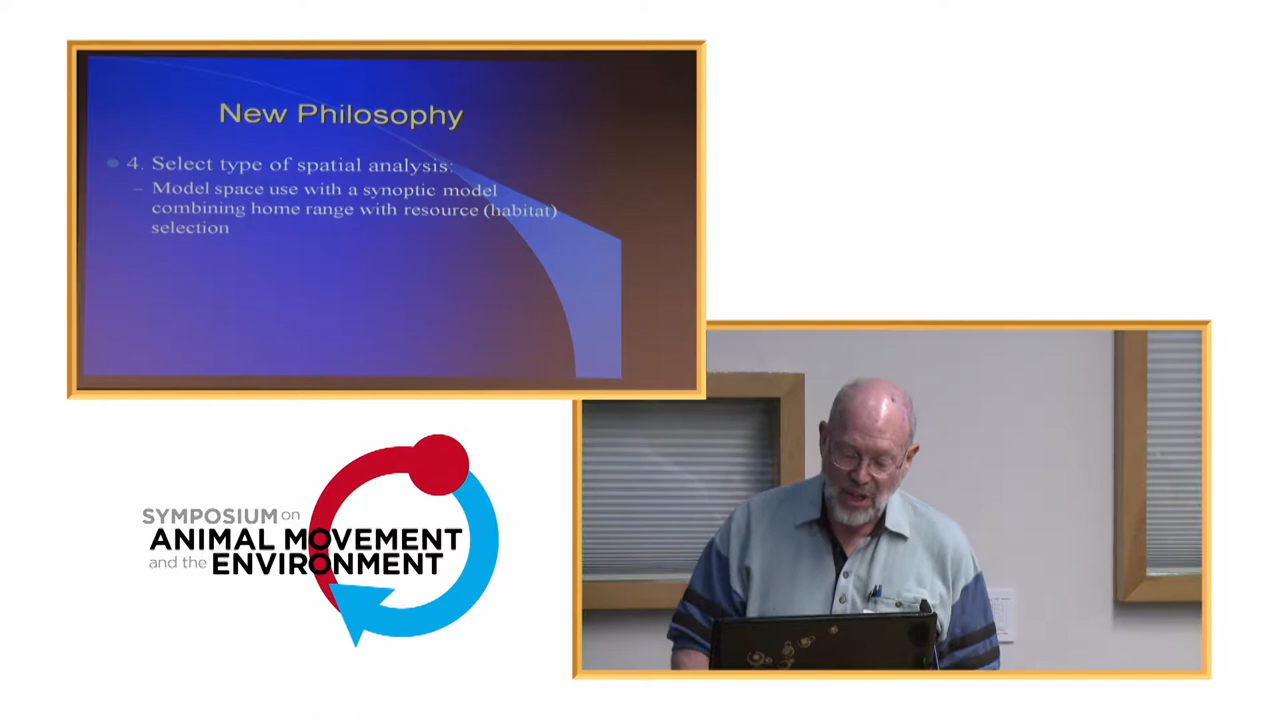 New Philosophy
4. Select type of spatial analysis:
– Model space use with a synoptic model
combining home range with resource (habitat)
selection
SYMPOSIUM on
ANIMAL MOVEMENT
and the ENVIRONMENT